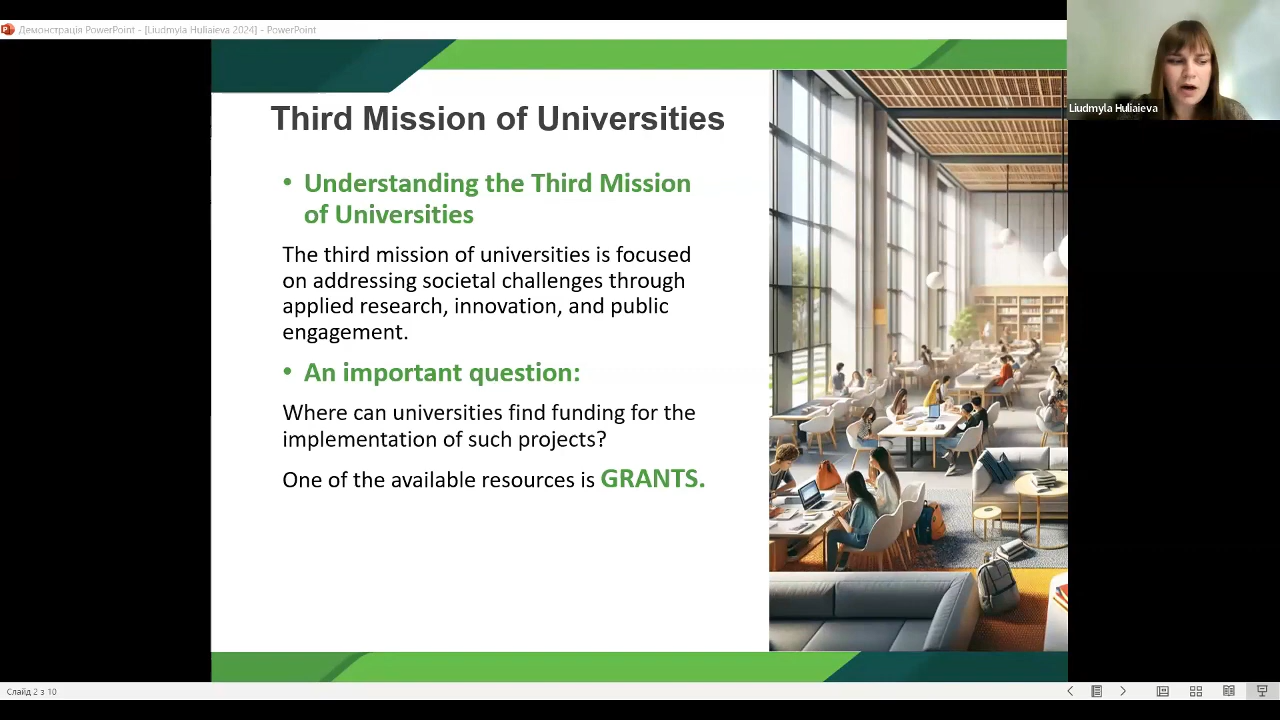 Демонстрація PowerPoint - [Liudmyla Huliaieva 2024] - PowerPoint
Liudmyla Huliaieva
Third Mission of Universities
• Understanding the Third Mission
of Universities
The third mission of universities is focused
on addressing societal challenges through
applied research, innovation, and public
engagement.
• An important question:
Where can universities find funding for the
implementation of such projects?
One of the available resources is GRANTS.
Слайд 2 з 10